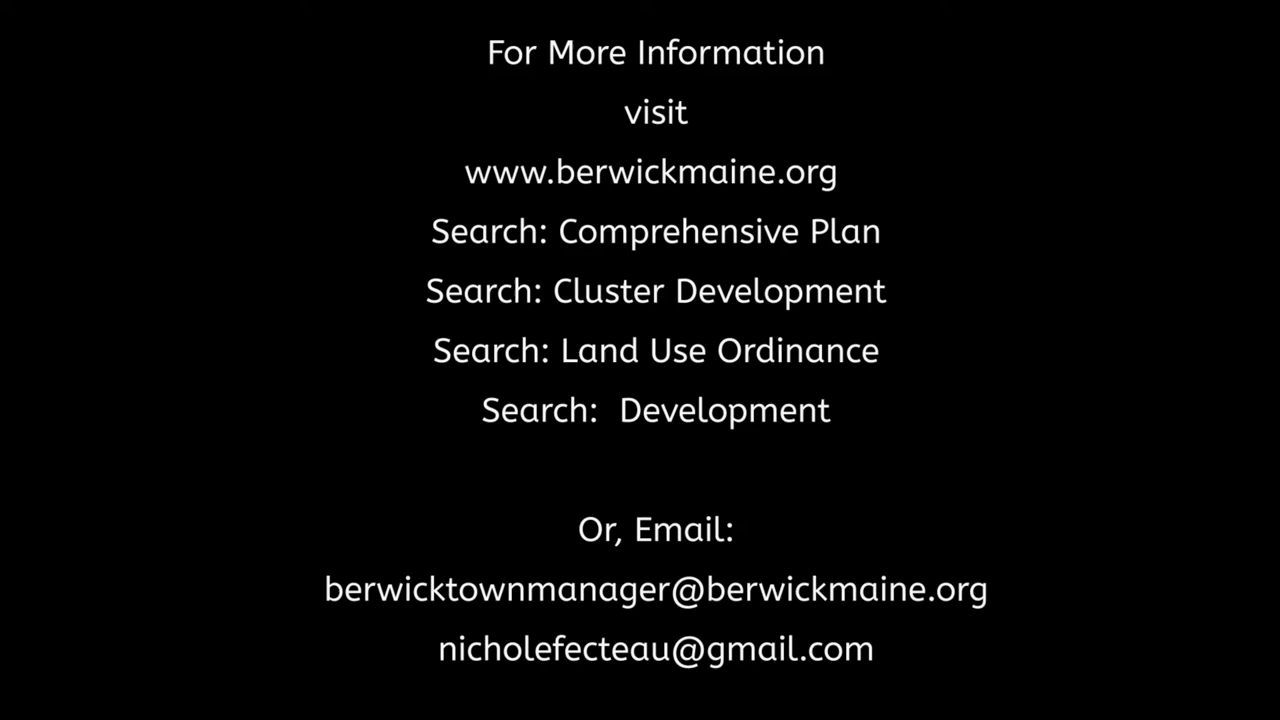 For More Information
visit
www.berwickmaine.org
Search: Comprehensive Plan
Search: Cluster Development
Search: Land Use Ordinance
Search:  Development
Or, Email:
berwicktownmanager@berwickmaine.org
nicholefecteau@gmail.com